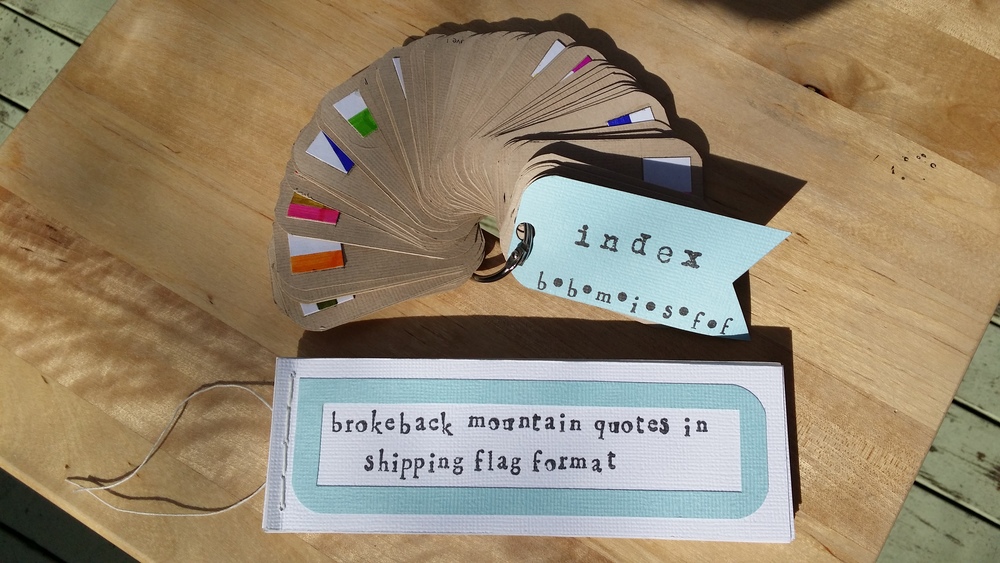 index
b•b•m•i•s•f•f
brokeback mountain quotes in
shipping flag format